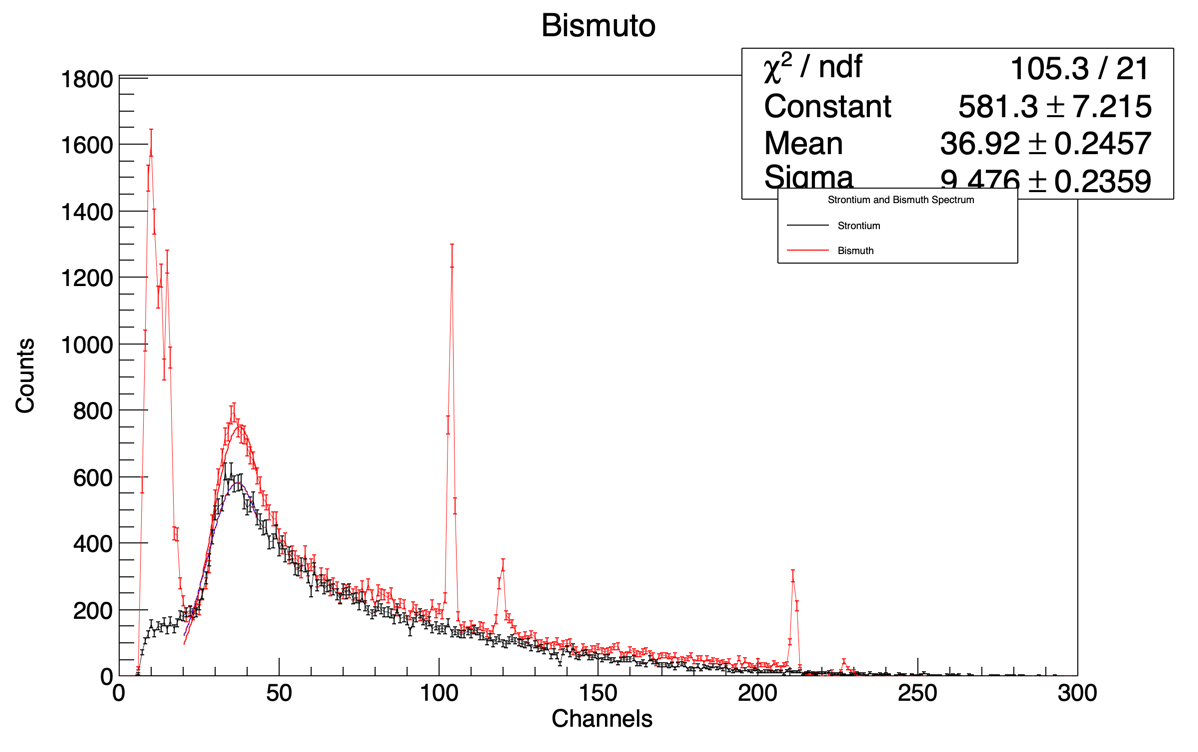 Bismuto
χ² / ndf 105.3 / 21
Constant 581.3 ± 7.215
Mean 36.92 ± 0.2457
Sigma 9.476 ± 0.2359
Strontium and Bismuth Spectrum
Strontium
Bismuth
Counts
1800
1600
1400
1200
1000
800
600
400
200
0
0 50 100 150 200 250 300
Channels